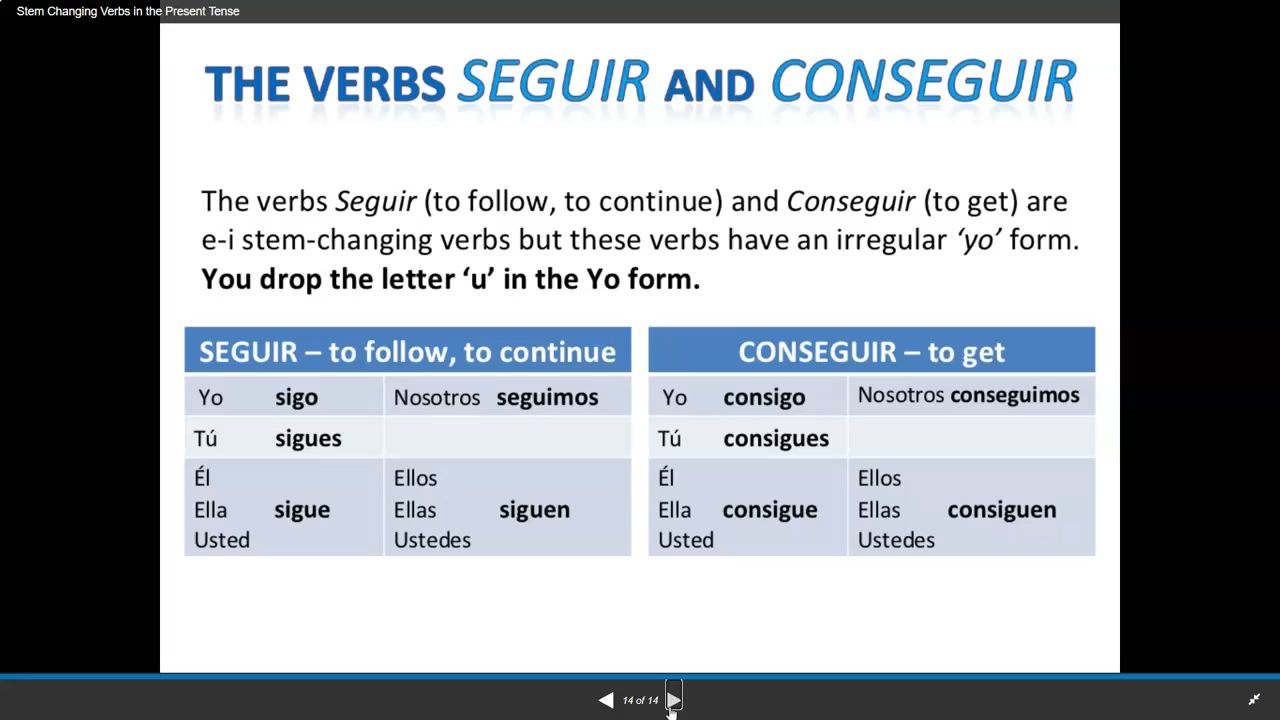 Stem Changing Verbs in the Present Tense
THE VERBS SEGUIR AND CONSEGUIR
The verbs Seguir (to follow, to continue) and Conseguir (to get) are
e-i stem-changing verbs but these verbs have an irregular ‘yo’ form.
You drop the letter ‘u’ in the Yo form.
SEGUIR – to follow, to continue
Yo sigo Nosotros seguimos
Tú sigues
Él Ellos
Ella sigue Ellas siguen
Usted Ustedes
CONSEGUIR – to get
Yo consigo Nosotros conseguimos
Tú consigues
Él Ellos
Ella consigue Ellas consiguen
Usted Ustedes
14 of 14